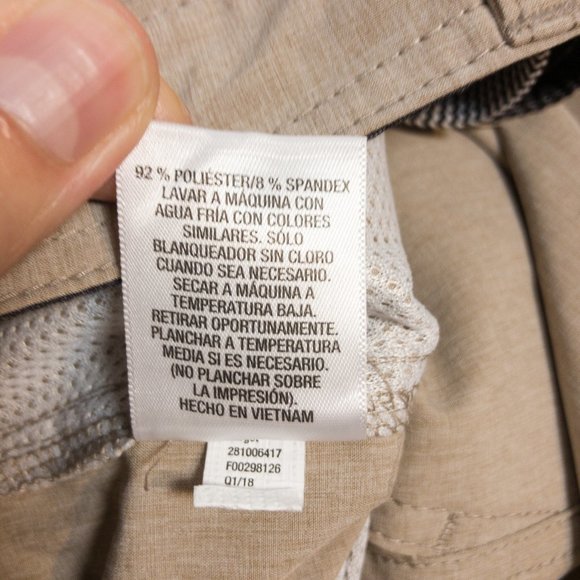 92 % POLIÉSTER/8 % SPANDEX
LAVAR A MÁQUINA CON
AGUA FRÍA CON COLORES
SIMILARES. SÓLO
BLANQUEADOR SIN CLORO
CUANDO SEA NECESARIO.
SECAR A MÁQUINA A
TEMPERATURA BAJA.
RETIRAR OPORTUNAMENTE.
PLANCHAR A TEMPERATURA
MEDIA SI ES NECESARIO.
(NO PLANCHAR SOBRE
LA IMPRESIÓN).
HECHO EN VIETNAM
281006417
F00298126
Q1/18